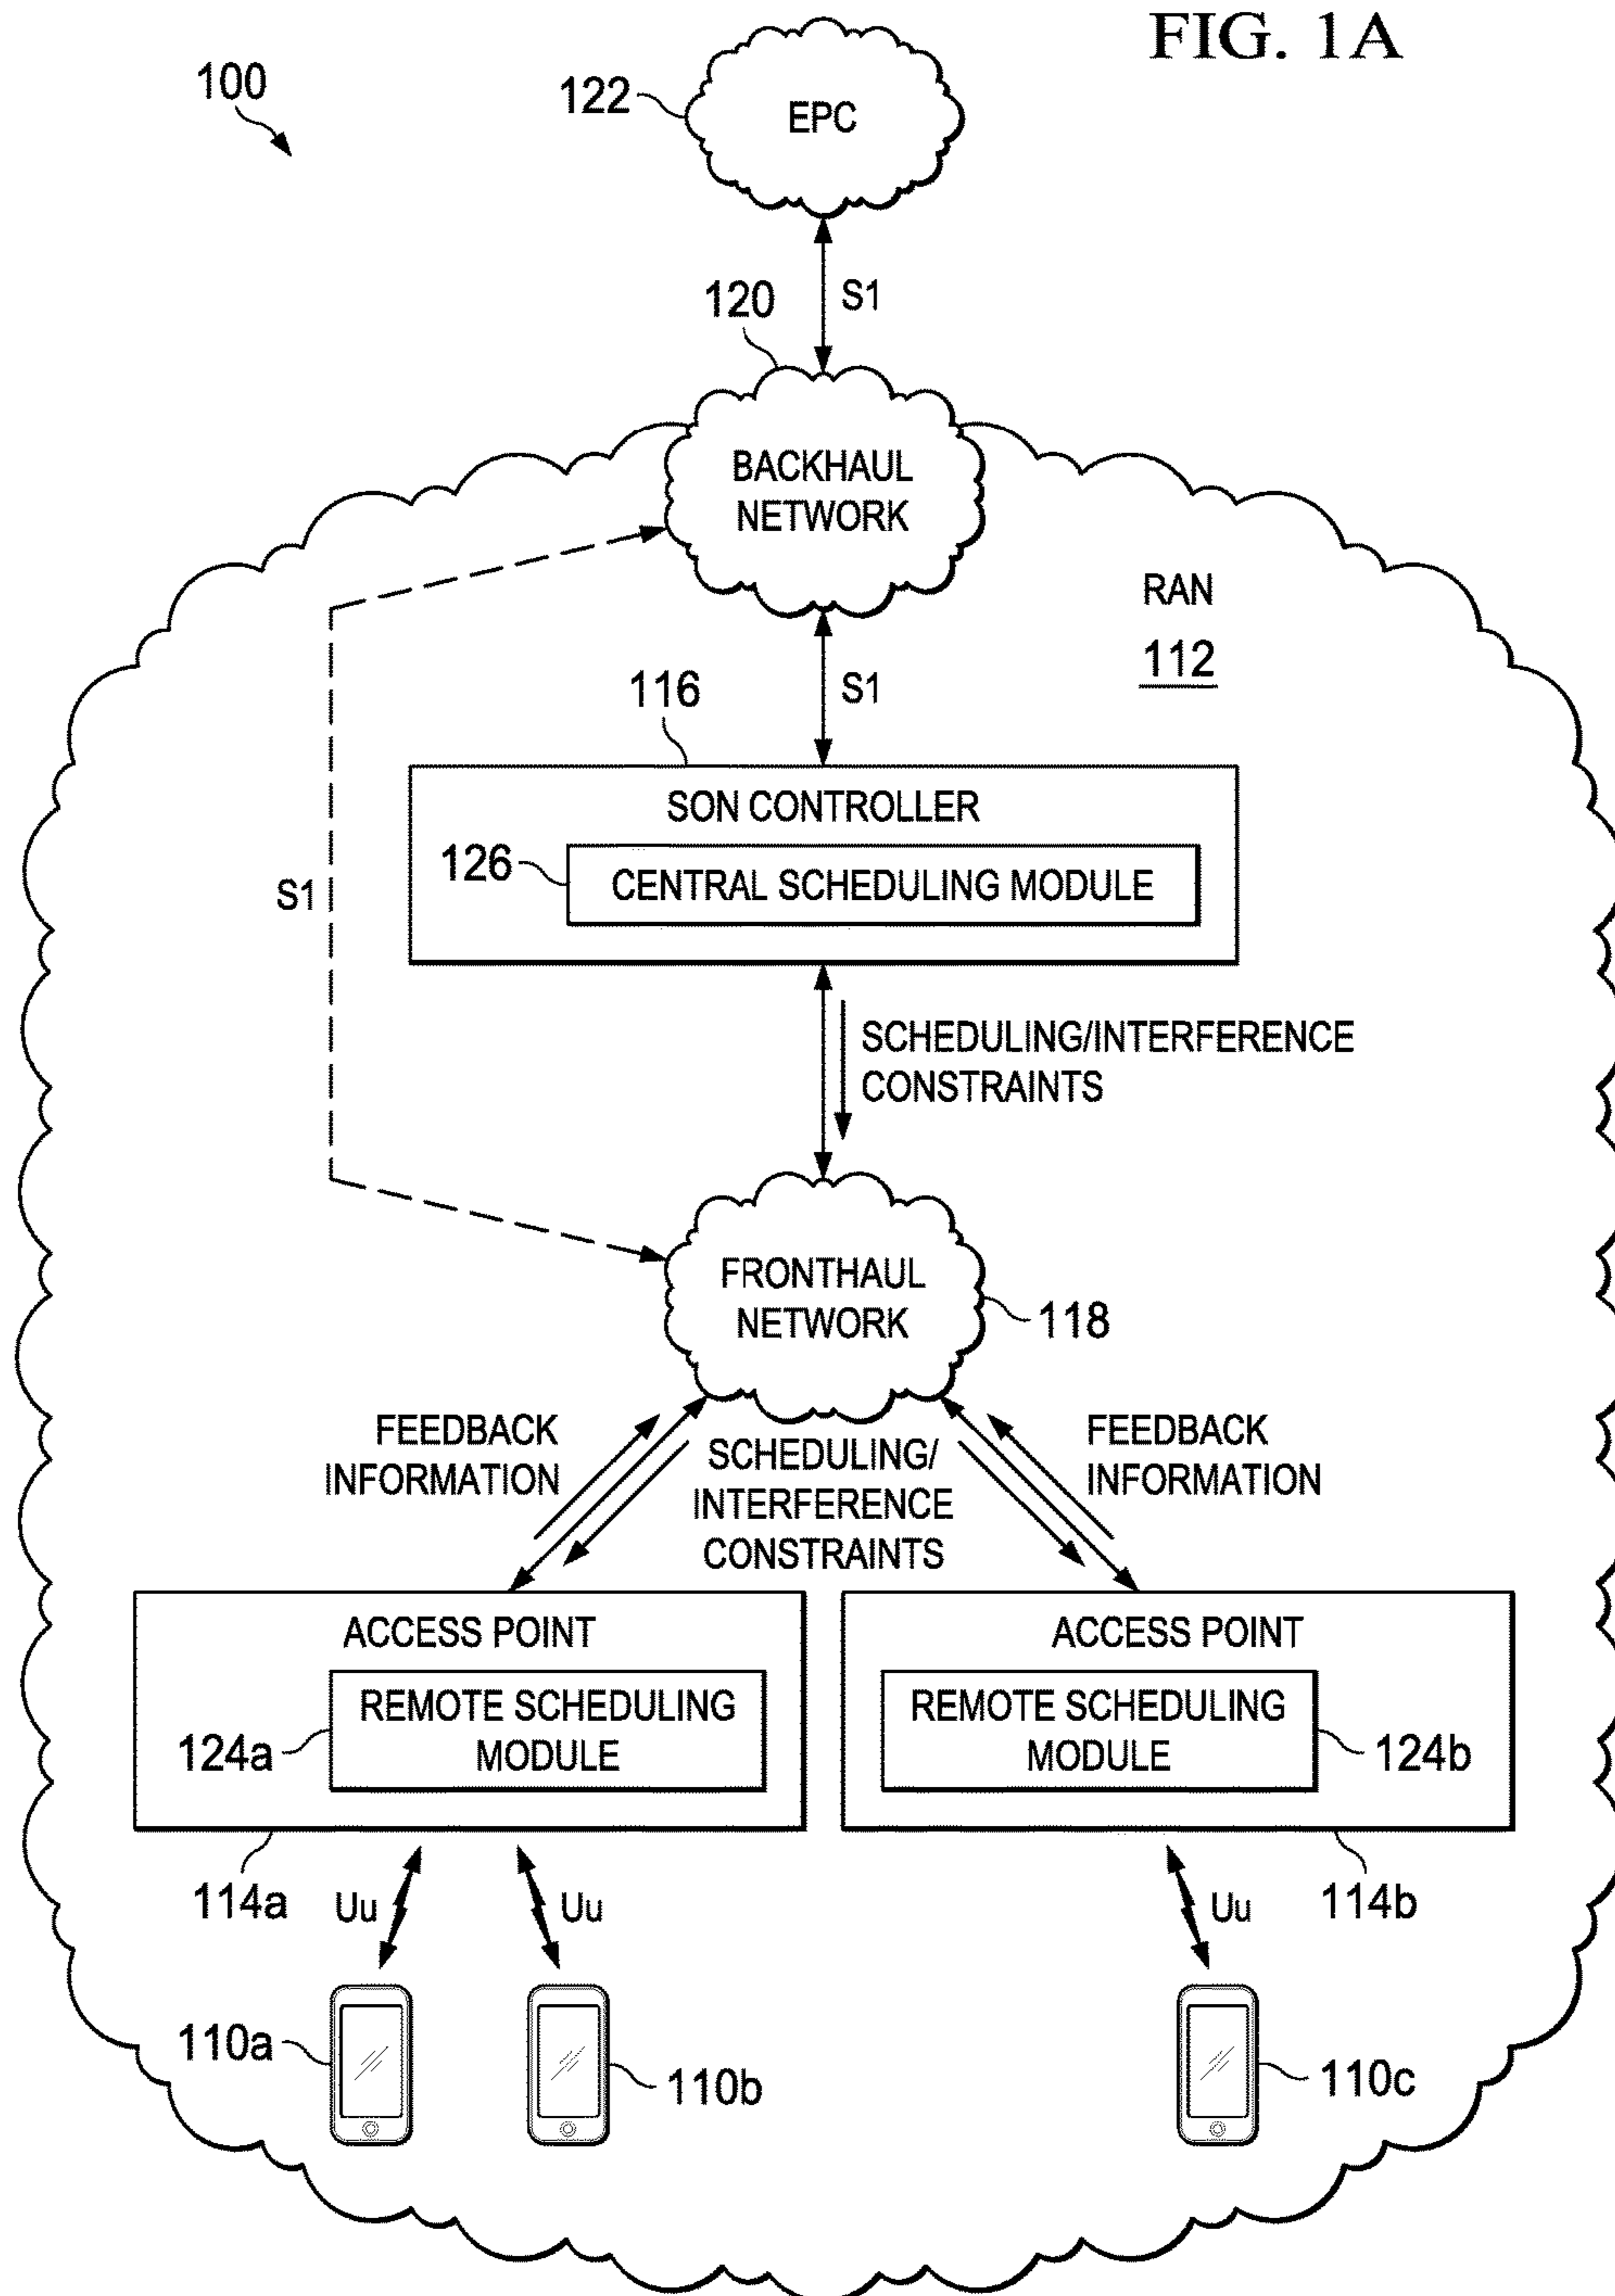 FIG. 1A
100
122
EPC
S1
120
BACKHAUL
NETWORK
RAN
112
S1
116
SON CONTROLLER
126
CENTRAL SCHEDULING MODULE
S1
SCHEDULING/INTERFERENCE
CONSTRAINTS
FRONTHAUL
NETWORK
118
FEEDBACK
INFORMATION
SCHEDULING/
INTERFERENCE
CONSTRAINTS
FEEDBACK
INFORMATION
ACCESS POINT
REMOTE SCHEDULING
MODULE
124a
ACCESS POINT
REMOTE SCHEDULING
MODULE
124b
114a
Uu
Uu
Uu
114b
110a
110b
110c